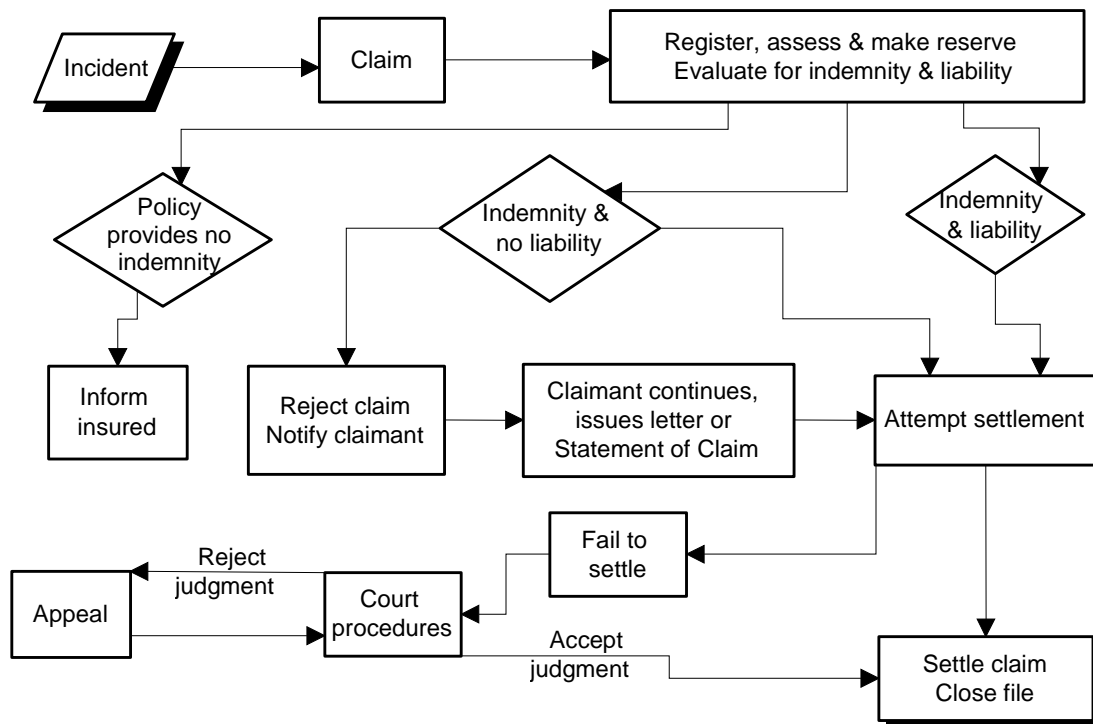 Incident
Claim
Register, assess & make reserve
Evaluate for indemnity & liability
Policy
provides no
indemnity
Indemnity &
no liability
Indemnity
& liability
Inform
insured
Reject claim
Notify claimant
Claimant continues,
issues letter or
Statement of Claim
Attempt settlement
Fail to
settle
Reject
judgment
Appeal
Court
procedures
Accept
judgment
Settle claim
Close file